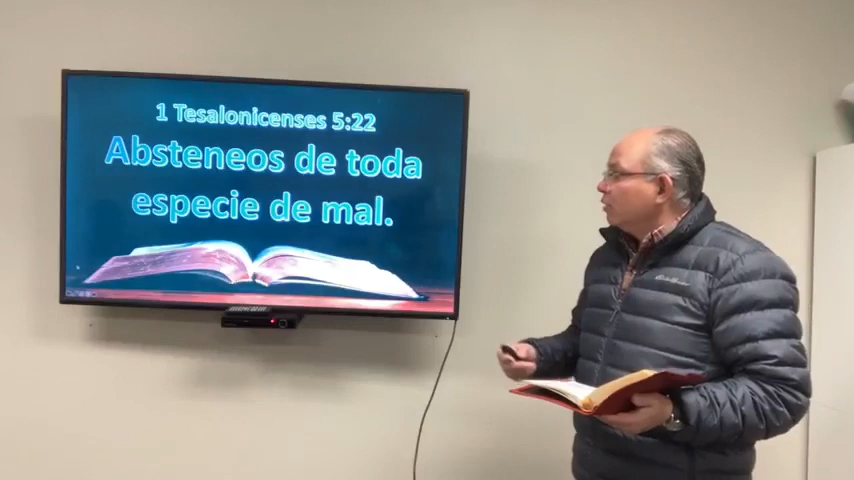 1 Tesalonicenses 5:22
Absteneos de toda
especie de mal.